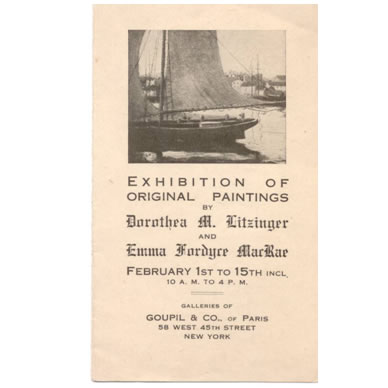 EXHIBITION OF
ORIGINAL PAINTINGS
BY
Dorothea M. Litzinger
AND
Emma Fordyce MacRae
FEBRUARY 1ST TO 15TH INCL.
10 A. M. TO 4 P. M.
GALLERIES OF
GOUPIL & CO., OF PARIS
58 WEST 45TH STREET
NEW YORK